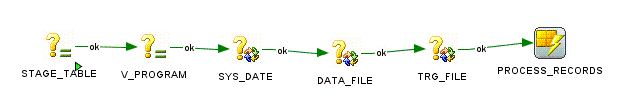 ok ok ok ok ok
STAGE_TABLE V_PROGRAM SYS_DATE DATA_FILE TRG_FILE PROCESS_RECORDS